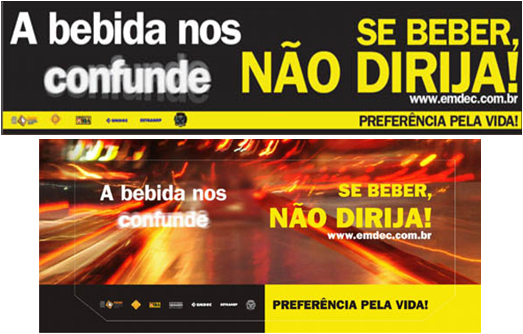 A bebida nos
confunde
SE BEBER,
NÃO DIRIJA!
www.emdec.com.br
EMDEC
SETRANSP
PREFERÊNCIA PELA VIDA!
A bebida nos
confunde
SE BEBER,
NÃO DIRIJA!
www.emdec.com.br
EMDEC
PREFERÊNCIA PELA VIDA!